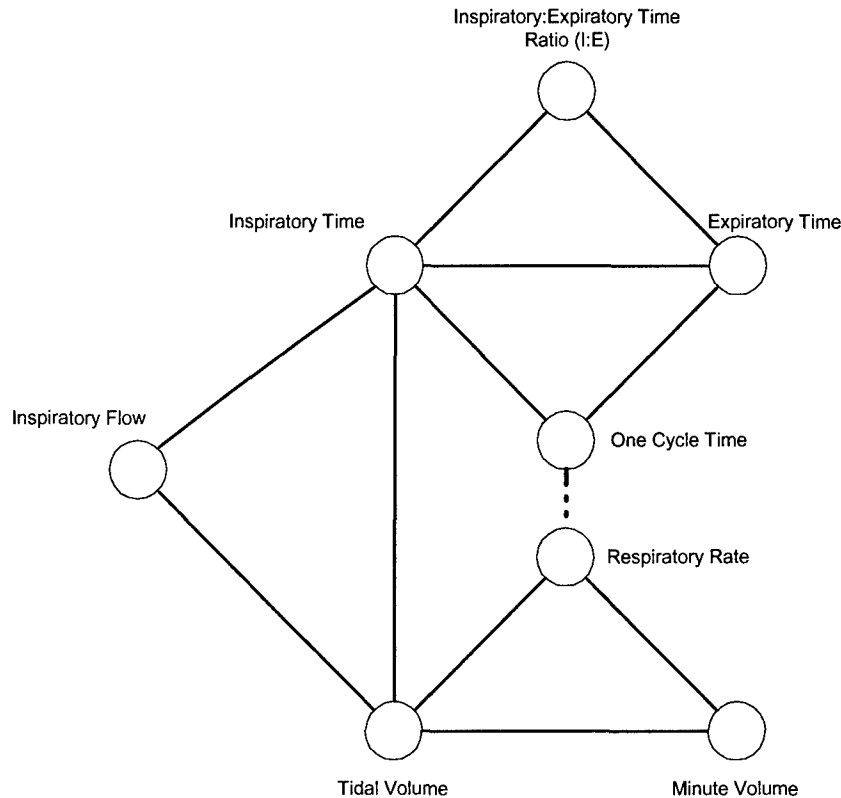 Inspiratory:Expiratory Time
Ratio (I:E)
Inspiratory Time
Expiratory Time
Inspiratory Flow
One Cycle Time
Respiratory Rate
Tidal Volume
Minute Volume